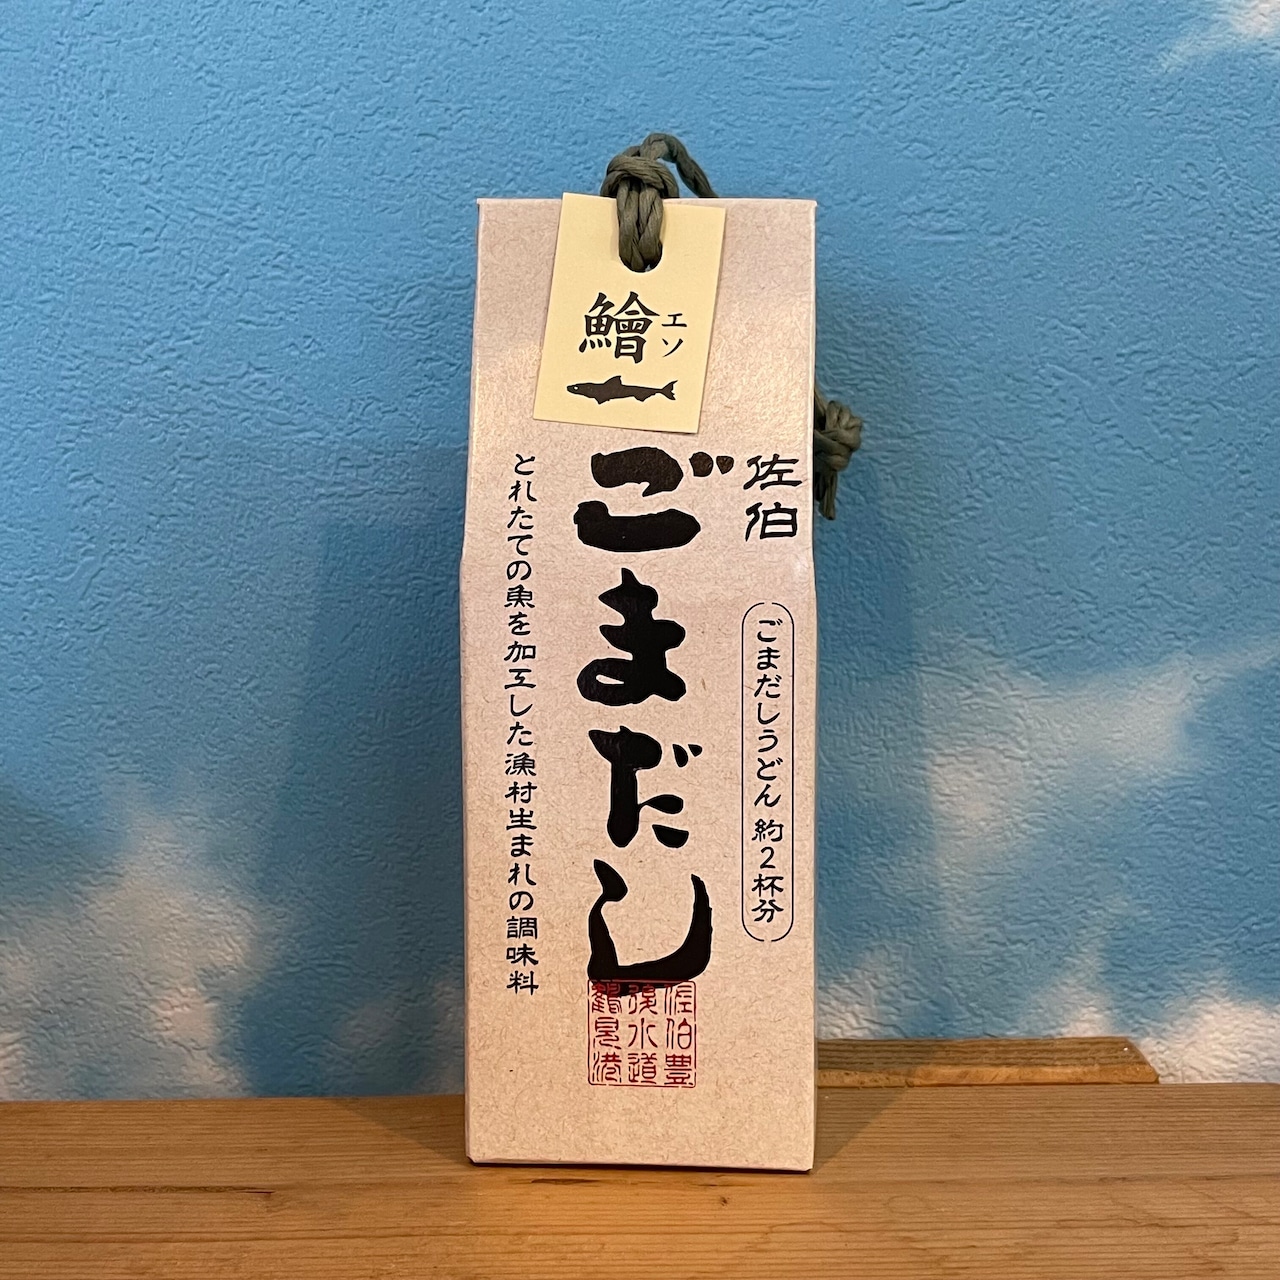 鱠
エソ
佐伯
ごまだし
ごまだしうどん 約2杯分
とれたての魚を加工した漁村生まれの調味料
佐伯豊
後水道
鶴見港